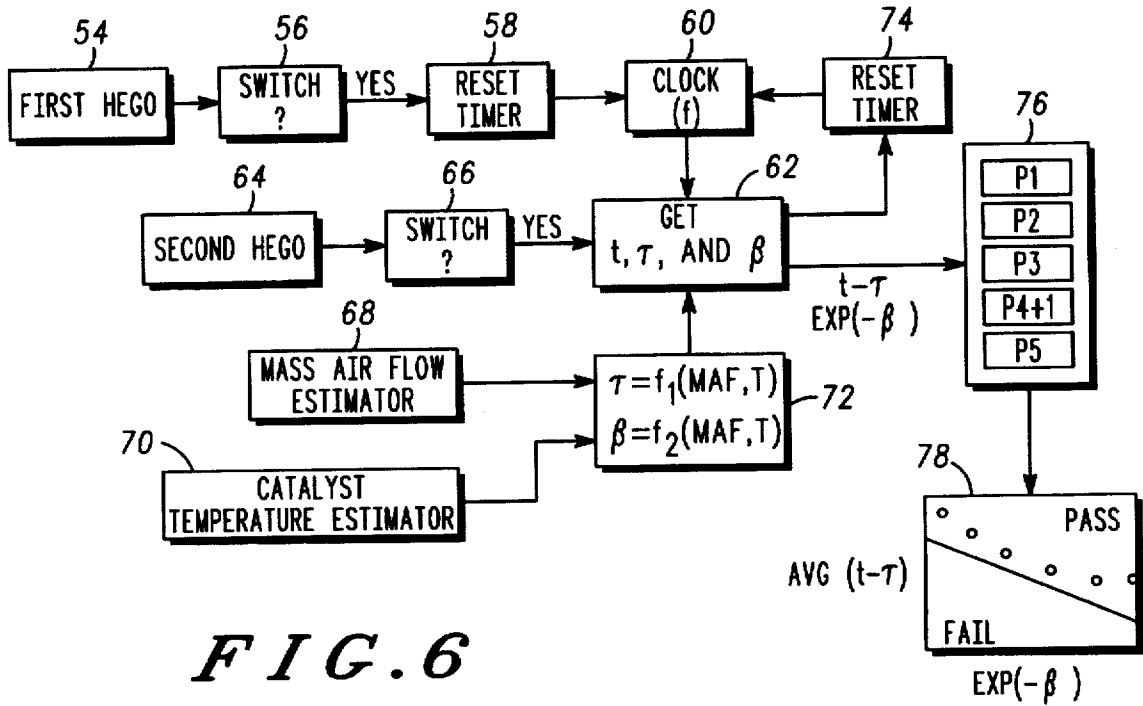 54
56
58
60
74
FIRST HEGO
SWITCH
?
YES
RESET
TIMER
CLOCK
(f)
RESET
TIMER
76
P1
P2
P3
P4+1
P5
64
66
62
SECOND HEGO
SWITCH
?
YES
GET
t, τ, AND β
t-τ
EXP(-β )
68
MASS AIR FLOW
ESTIMATOR
τ=f1(MAF,T)
β=f2(MAF,T)
72
70
CATALYST
TEMPERATURE ESTIMATOR
78
PASS
AVG (t-τ)
FAIL
EXP(-β )
FIG.6